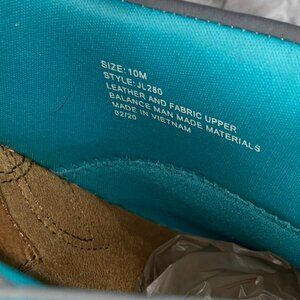 SIZE: 10M
STYLE: JL280
LEATHER AND FABRIC UPPER
BALANCE MAN MADE MATERIALS
MADE IN VIETNAM
02/20